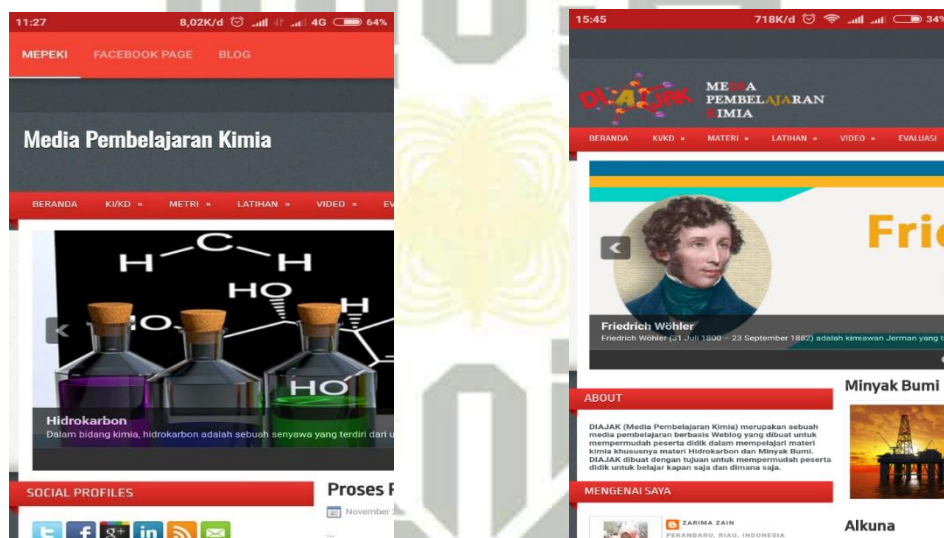 11:27 8,02K/d 4G 64%
MEPEKI FACEBOOK PAGE BLOG
Media Pembelajaran Kimia
BERANDA KI/KD » METRI » LATIHAN » VIDEO »
H C H
HO H
HO
HO
Hidrokarbon
Dalam bidang kimia, hidrokarbon adalah sebuah senyawa yang terdiri dari
SOCIAL PROFILES
Proses
November
...
15:45 718K/d 34%
DIAJAK
MEDIA
PEMBELAJARAN
KIMIA
BERANDA KI/KD » MATERI » LATIHAN » VIDEO » EVALUASI
Frie
Friedrich Wöhler
Friedrich Wöhler (31 Juli 1800 – 23 September 1882) adalah kimiawan Jerman yang
ABOUT
DIAJAK (Media Pembelajaran Kimia) merupakan sebuah
media pembelajaran berbasis Weblog yang dibuat untuk
mempermudah peserta didik dalam mempelajari materi
kimia khususnya materi Hidrokarbon dan Minyak Bumi.
DIAJAK dibuat dengan tujuan untuk mempermudah peserta
didik untuk belajar kapan saja dan dimana saja.
MENGENAI SAYA
ZARIMA ZAIN
PEKANBARU, RIAU, INDONESIA
Minyak Bumi
Alkuna